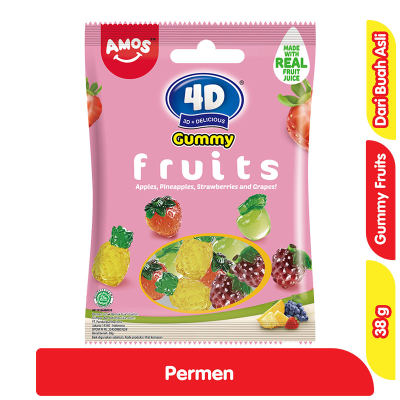 AMOS
MADE WITH
REAL
FRUIT
JUICE
4D
3D + DELICIOUS
Gummy
fruits
Apples, Pineapples, Strawberries and Grapes!
Dari Buah Asli
Gummy Fruits
38 g
Permen